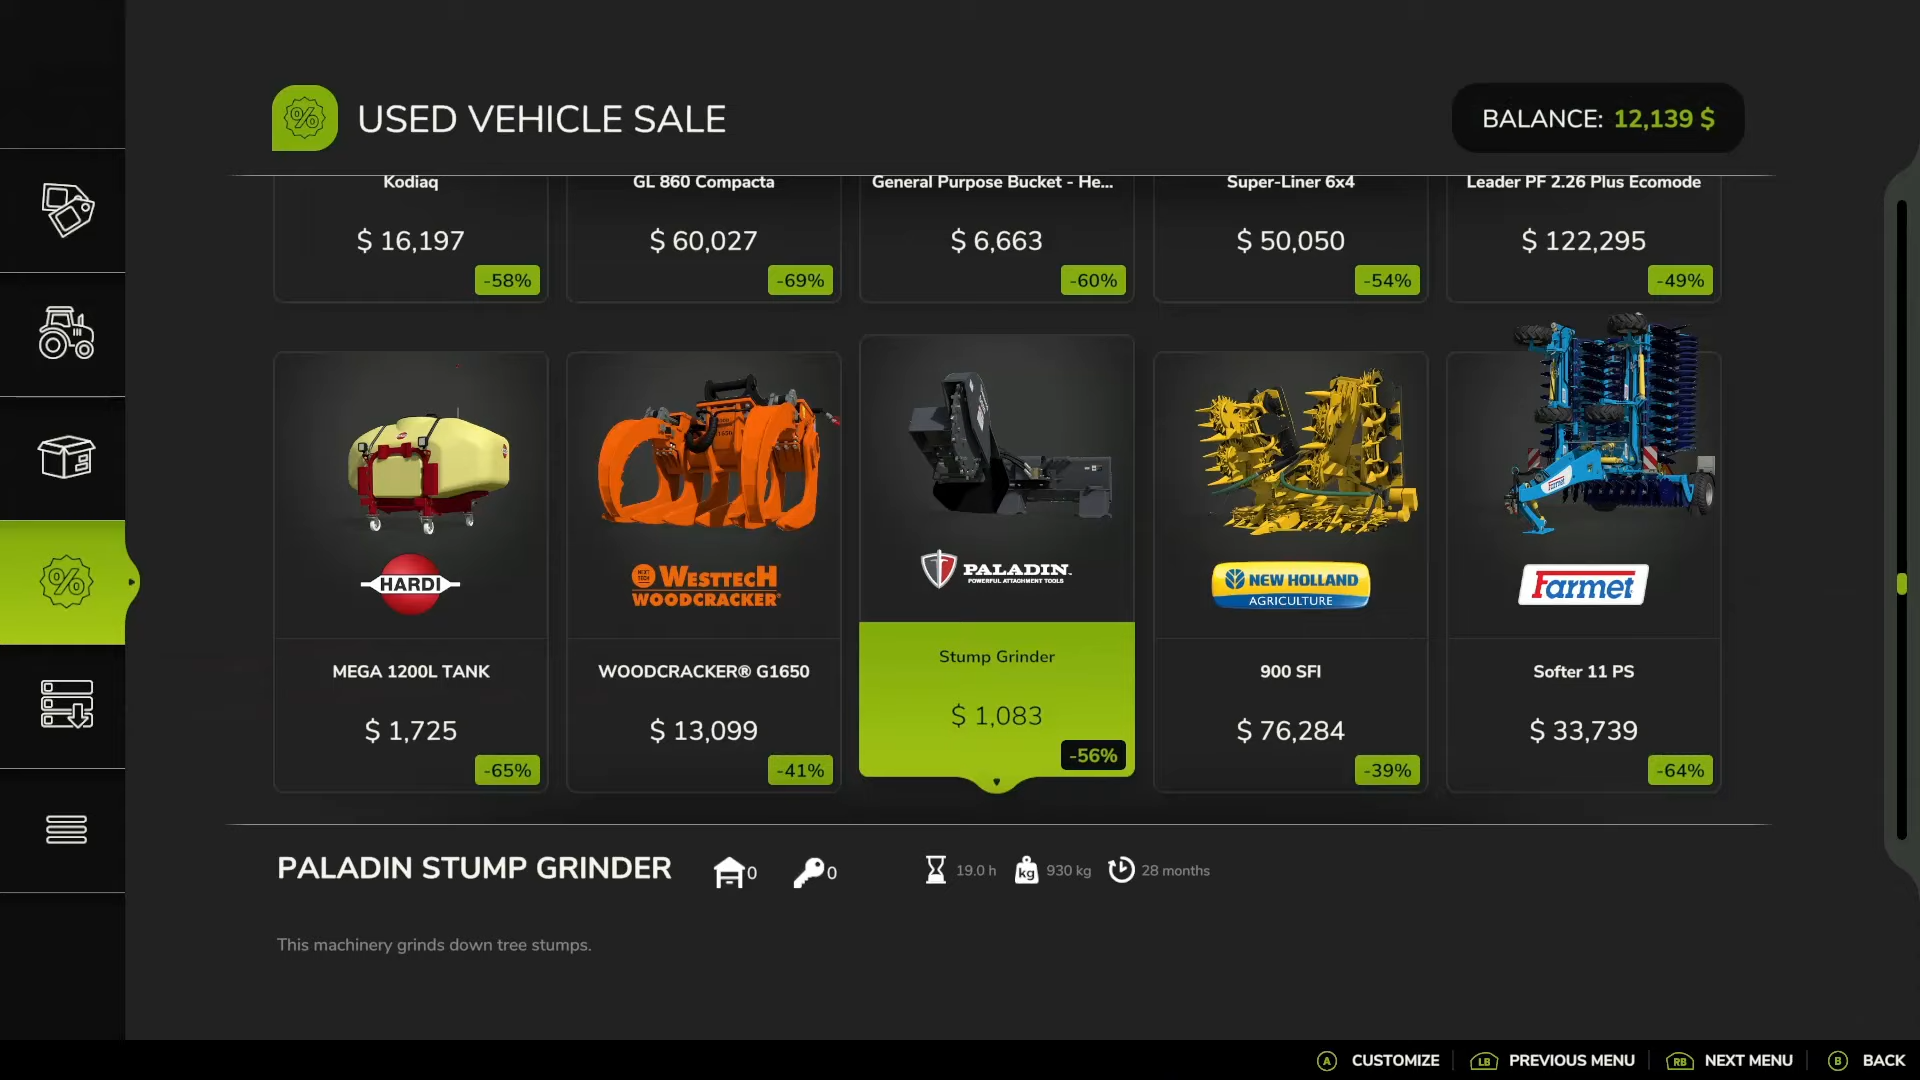 USED VEHICLE SALE
BALANCE: 12,139 $
Kodiaq
GL 860 Compacta
General Purpose Bucket - He...
Super-Liner 6x4
Leader PF 2.26 Plus Ecomode
$ 16,197
$ 60,027
$ 6,663
$ 50,050
$ 122,295
-58%
-69%
-60%
-54%
-49%
HARDI
WESTTECH
WOODCRACKER®
PALADIN
POWERFUL ATTACHMENT TOOLS
NEW HOLLAND
AGRICULTURE
Farmet
MEGA 1200L TANK
WOODCRACKER® G1650
Stump Grinder
900 SFI
Softer 11 PS
$ 1,725
$ 13,099
$ 1,083
$ 76,284
$ 33,739
-65%
-41%
-56%
-39%
-64%
PALADIN STUMP GRINDER
0
0
19.0 h
kg
930 kg
28 months
This machinery grinds down tree stumps.
A CUSTOMIZE
LB PREVIOUS MENU
RB NEXT MENU
B BACK